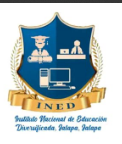 INED
Instituto Nacional de Educación
Diversificada, Jalapa, Jalapa